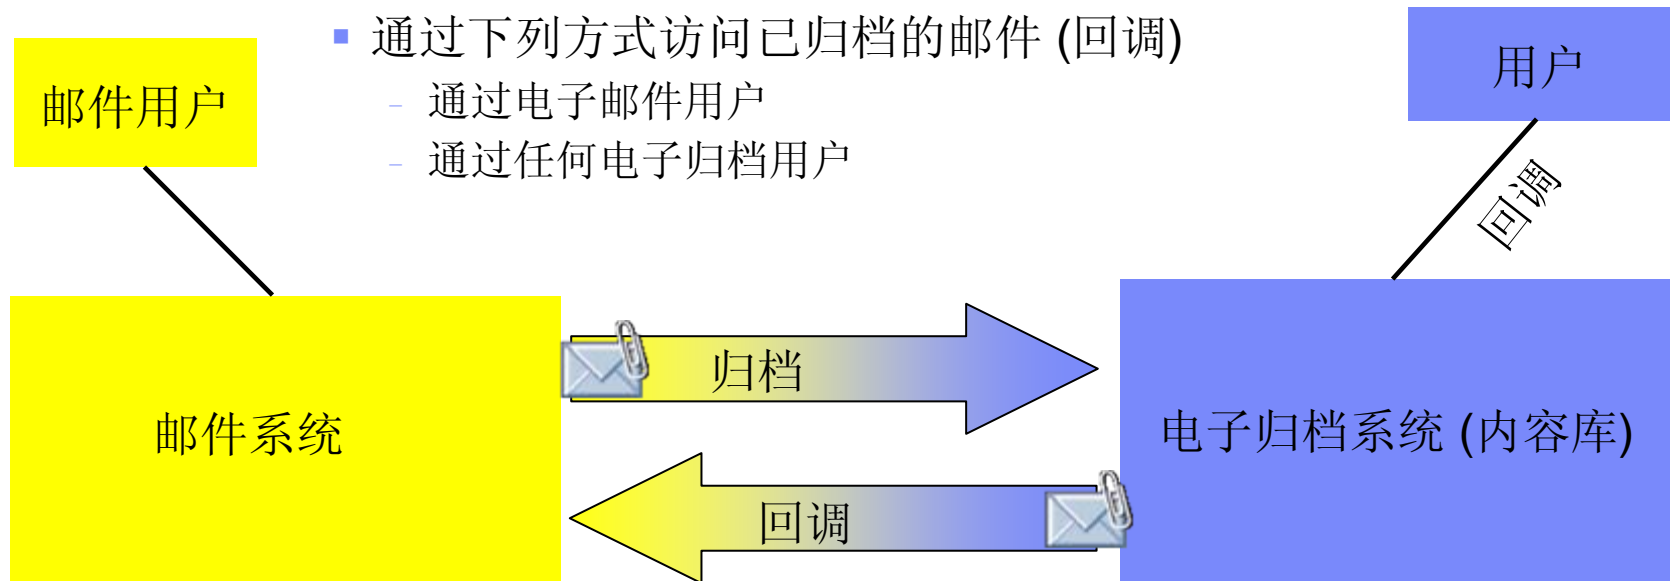 通过下列方式访问已归档的邮件 (回调)
通过电子邮件用户
通过任何电子归档用户
邮件用户
用户
回调
归档
邮件系统
电子归档系统 (内容库)
回调